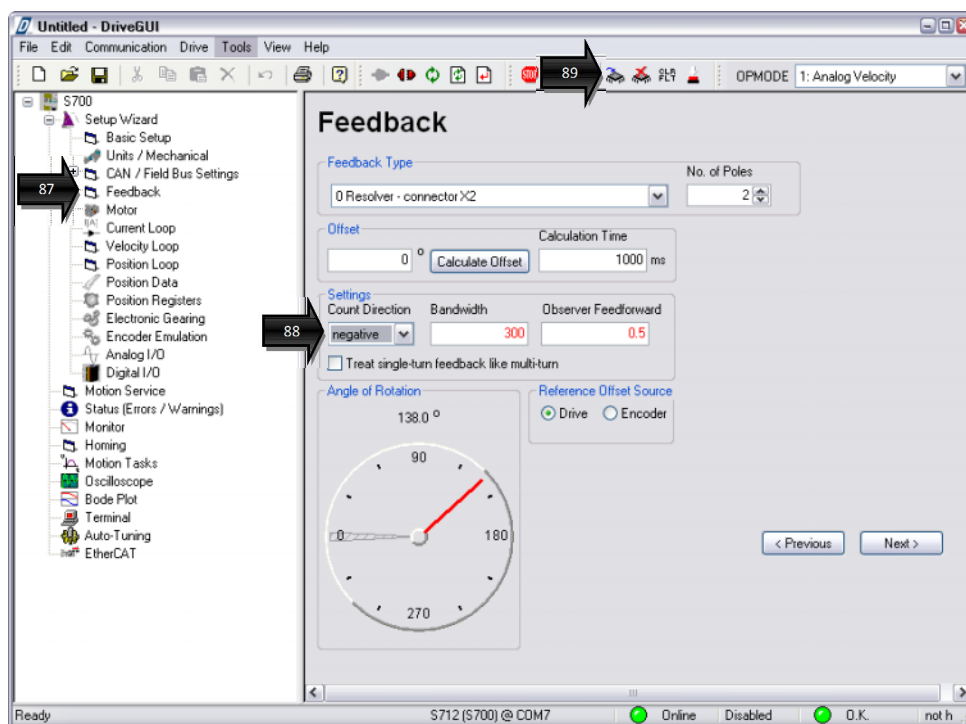 Untitled - DriveGUI
File Edit Communication Drive Tools View Help
STOP 89 OPMODE 1: Analog Velocity
S700
Setup Wizard
Basic Setup
Units / Mechanical
CAN / Field Bus Settings
87 Feedback
Motor
Current Loop
Velocity Loop
Position Loop
Position Data
Position Registers
Electronic Gearing
Encoder Emulation
Analog I/O
Digital I/O
Motion Service
Status (Errors / Warnings)
Monitor
Homing
Motion Tasks
Oscilloscope
Bode Plot
Terminal
Auto-Tuning
EtherCAT
Feedback
Feedback Type
No. of Poles
0 Resolver - connector X2 2
Offset
Calculation Time
0 ° Calculate Offset 1000 ms
Settings
Count Direction Bandwidth Observer Feedforward
88 negative 300 0.5
Treat single-turn feedback like multi-turn
Angle of Rotation
138.0 °
90
0 180
270
Reference Offset Source
Drive Encoder
< Previous Next >
Ready S712 (S700) @ COM7 Online Disabled O.K. not h